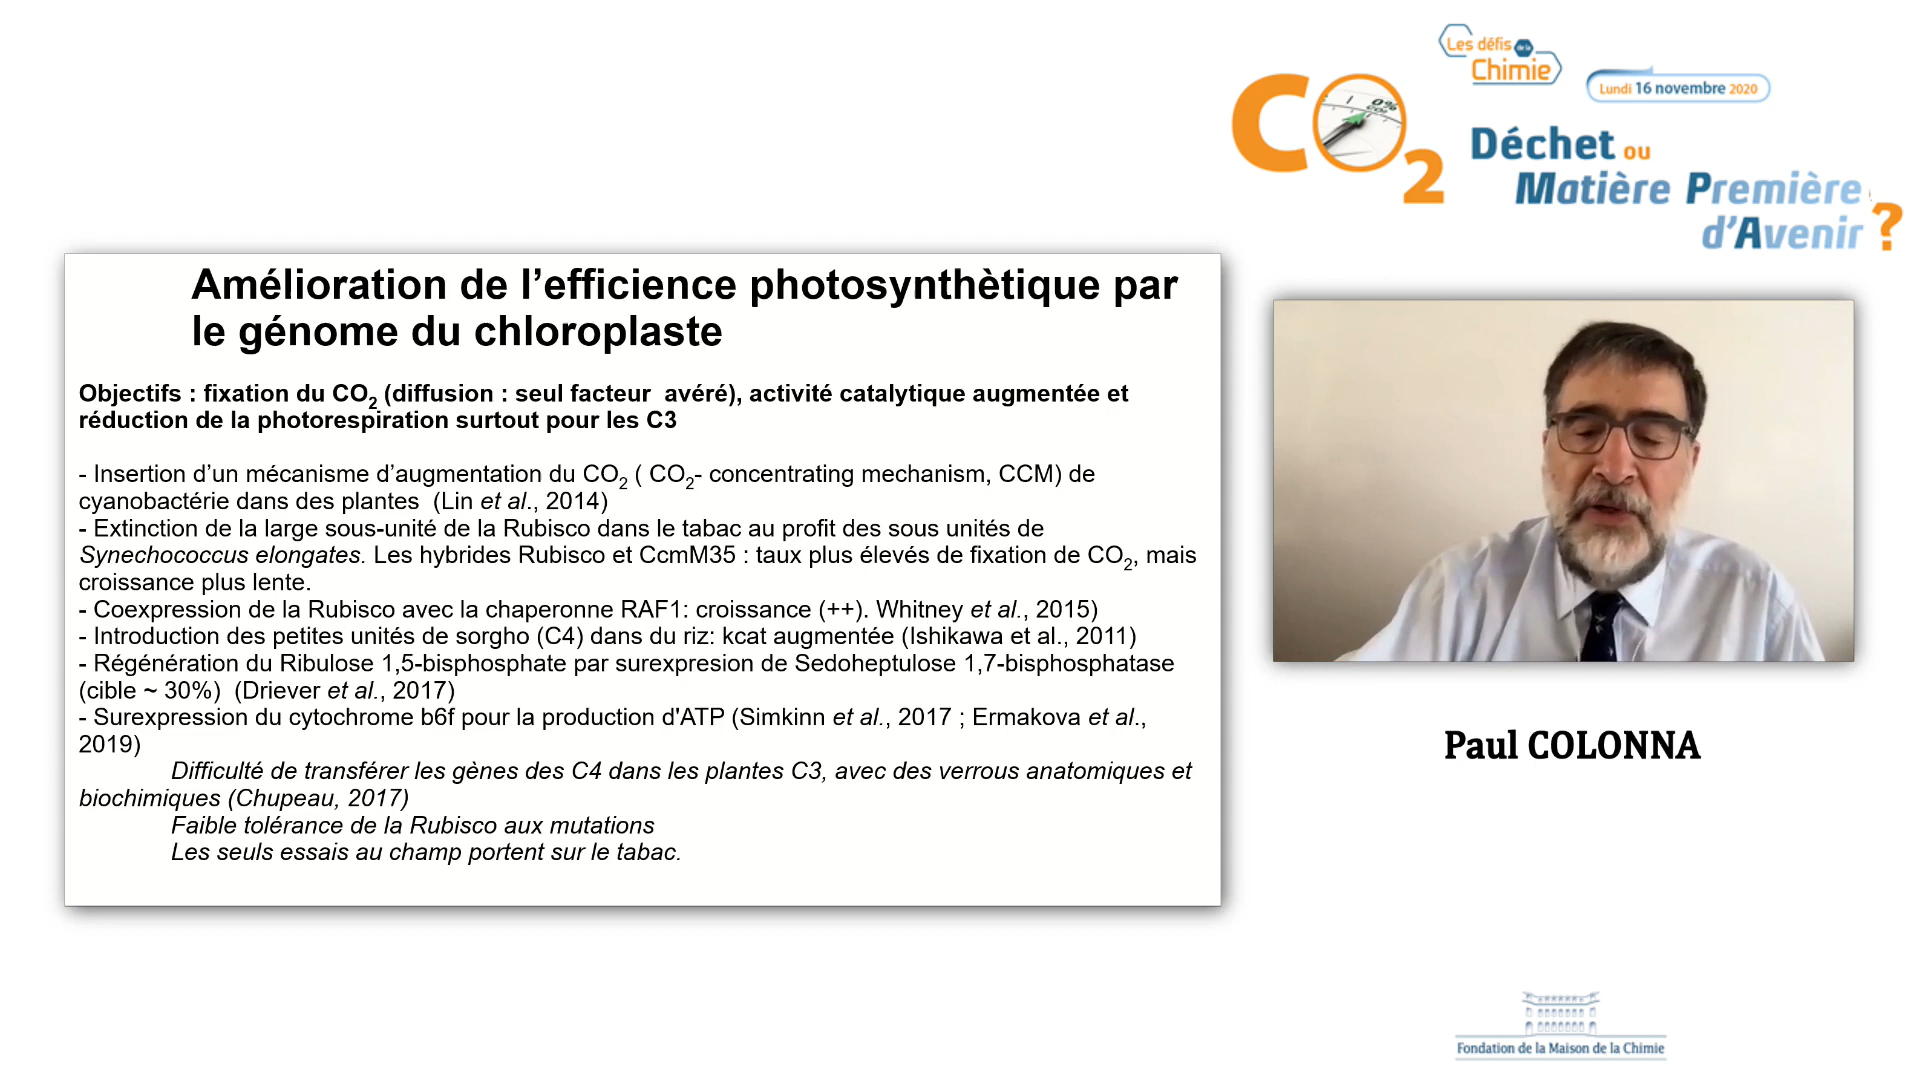 Les défis de la
Chimie
Lundi 16 novembre 2020
0%
CO2
CO2
Déchet ou
Matière Première
d'Avenir ?
Amélioration de l’efficience photosynthètique par
le génome du chloroplaste
Objectifs : fixation du CO2 (diffusion : seul facteur avéré), activité catalytique augmentée et
réduction de la photorespiration surtout pour les C3
- Insertion d’un mécanisme d’augmentation du CO2 ( CO2- concentrating mechanism, CCM) de
cyanobactérie dans des plantes (Lin et al., 2014)
- Extinction de la large sous-unité de la Rubisco dans le tabac au profit des sous unités de
Synechococcus elongates. Les hybrides Rubisco et CcmM35 : taux plus élevés de fixation de CO2, mais
croissance plus lente.
- Coexpression de la Rubisco avec la chaperonne RAF1: croissance (++). Whitney et al., 2015)
- Introduction des petites unités de sorgho (C4) dans du riz: kcat augmentée (Ishikawa et al., 2011)
- Régénération du Ribulose 1,5-bisphosphate par surexpresion de Sedoheptulose 1,7-bisphosphatase
(cible ~ 30%) (Driever et al., 2017)
- Surexpression du cytochrome b6f pour la production d'ATP (Simkinn et al., 2017 ; Ermakova et al.,
2019)
Difficulté de transférer les gènes des C4 dans les plantes C3, avec des verrous anatomiques et
biochimiques (Chupeau, 2017)
Faible tolérance de la Rubisco aux mutations
Les seuls essais au champ portent sur le tabac.
Paul COLONNA
Fondation de la Maison de la Chimie